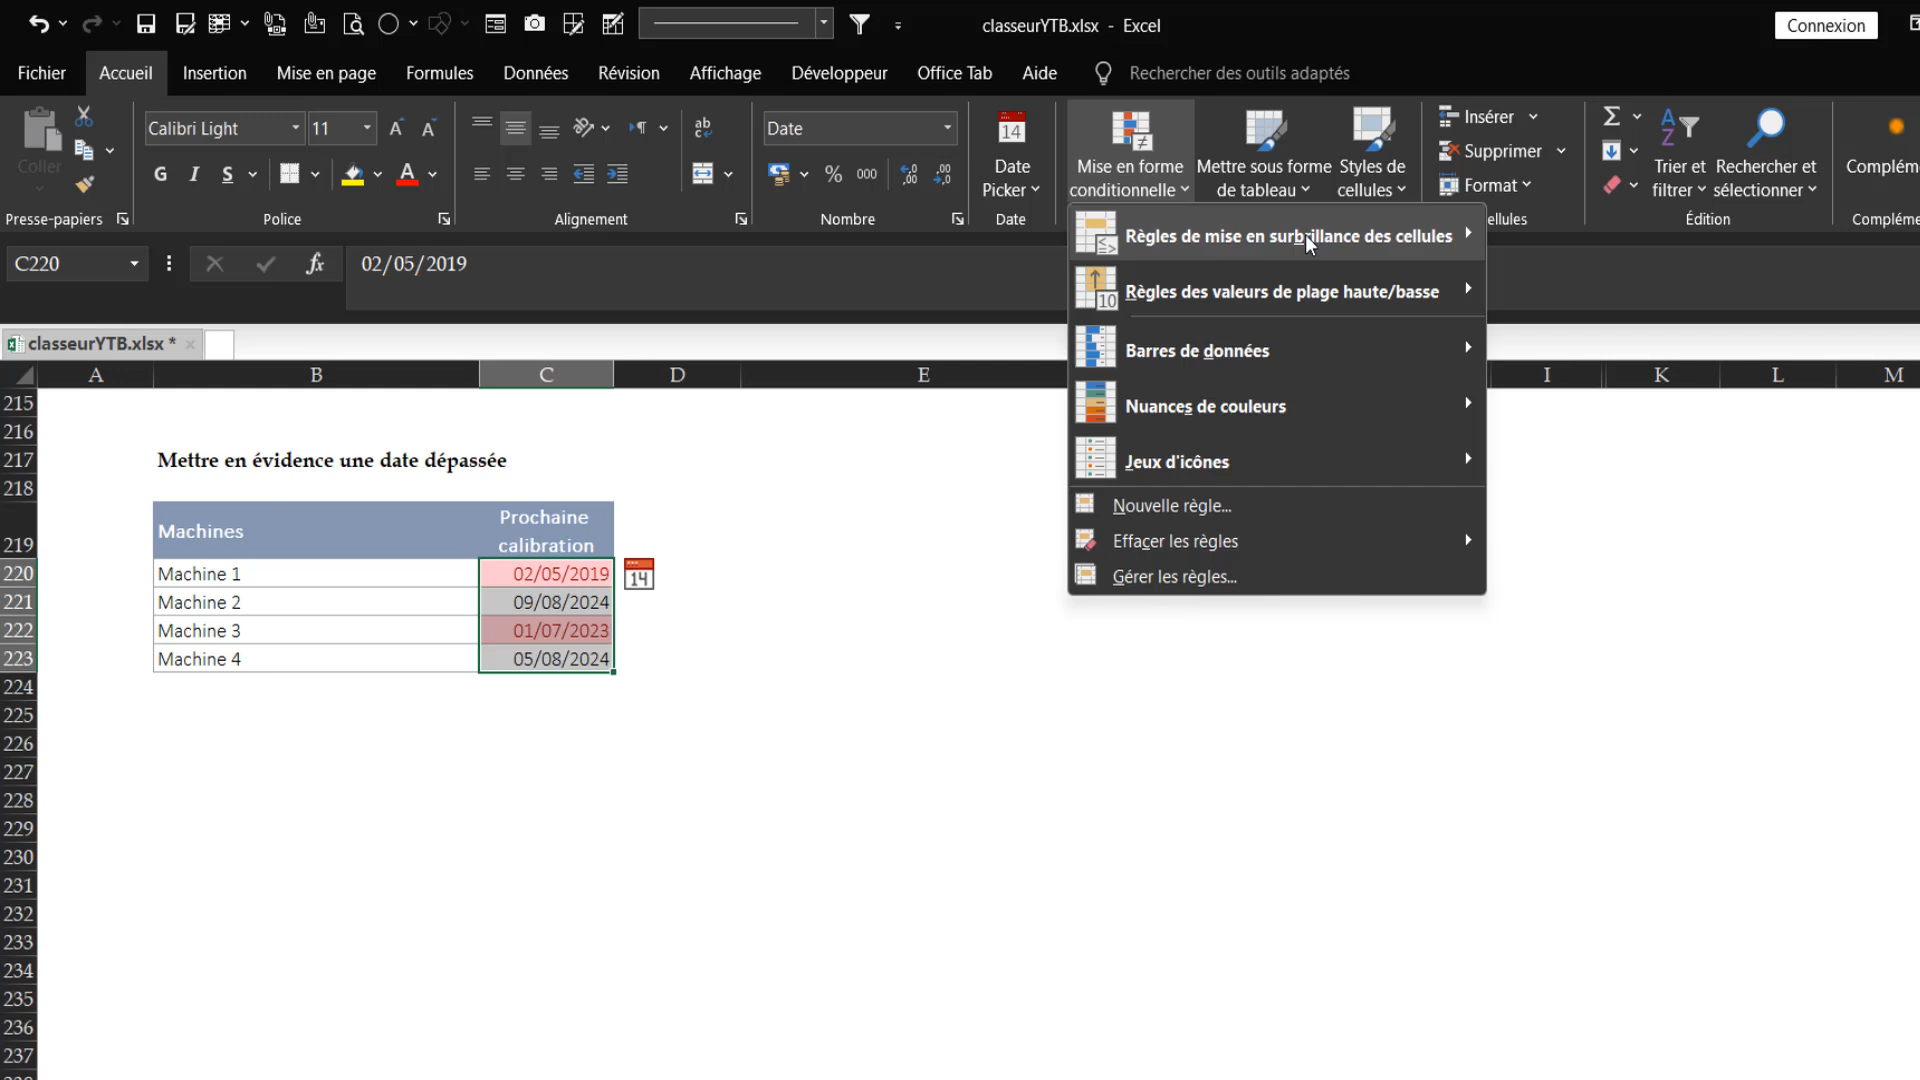 classeurYTB.xlsx - Excel
Connexion
Fichier
Accueil
Insertion
Mise en page
Formules
Données
Révision
Affichage
Développeur
Office Tab
Aide
Rechercher des outils adaptés
Coller
Presse-papiers
Calibri Light
11
G I S
Police
ab
Alignement
Date
% 000
Nombre
14
Date
Picker
Date
Mise en forme
conditionnelle
Mettre sous forme
de tableau
Styles de
cellules
Insérer
Supprimer
Format
ellules
Trier et
filtrer
Rechercher et
sélectionner
Édition
Complém
Compléme
Règles de mise en surbrillance des cellules
Règles des valeurs de plage haute/basse
Barres de données
Nuances de couleurs
Jeux d'icônes
Nouvelle règle...
Effacer les règles
Gérer les règles...
C220
fx
02/05/2019
classeurYTB.xlsx *
A B C D E I K L M
215
216
217 Mettre en évidence une date dépassée
218
219 Machines Prochaine
calibration
220 Machine 1 02/05/2019 14
221 Machine 2 09/08/2024
222 Machine 3 01/07/2023
223 Machine 4 05/08/2024
224
225
226
227
228
229
230
231
232
233
234
235
236
237